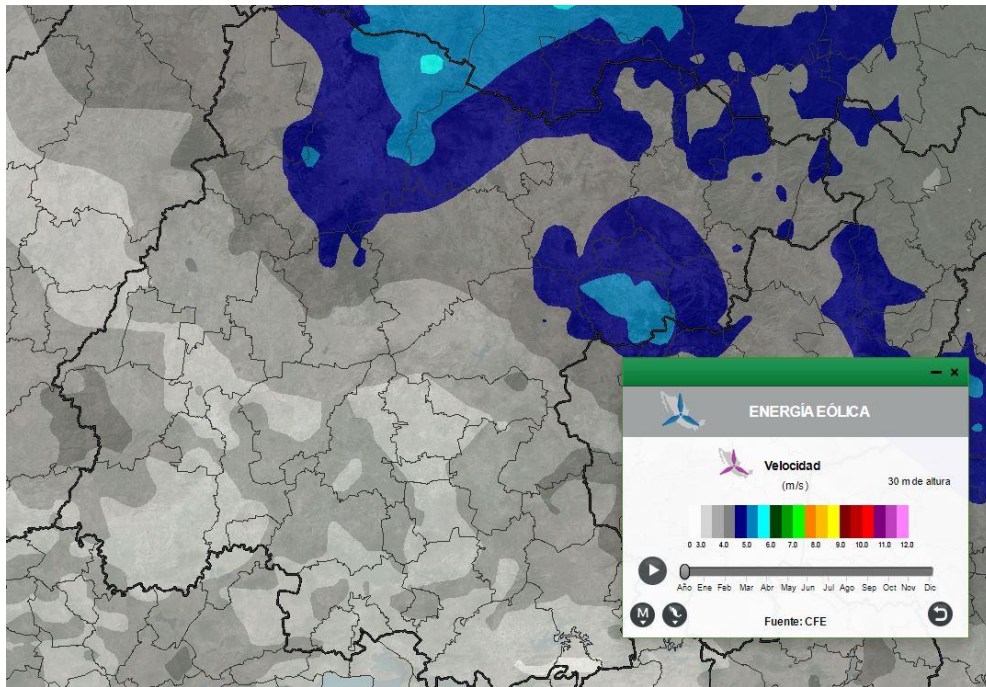 ENERGÍA EÓLICA
Velocidad
(m/s)
30 m de altura
0 3.0 4.0 5.0 6.0 7.0 8.0 9.0 10.0 11.0 12.0
Año Ene Feb Mar Abr May Jun Jul Ago Sep Oct Nov Dic
M
Fuente: CFE